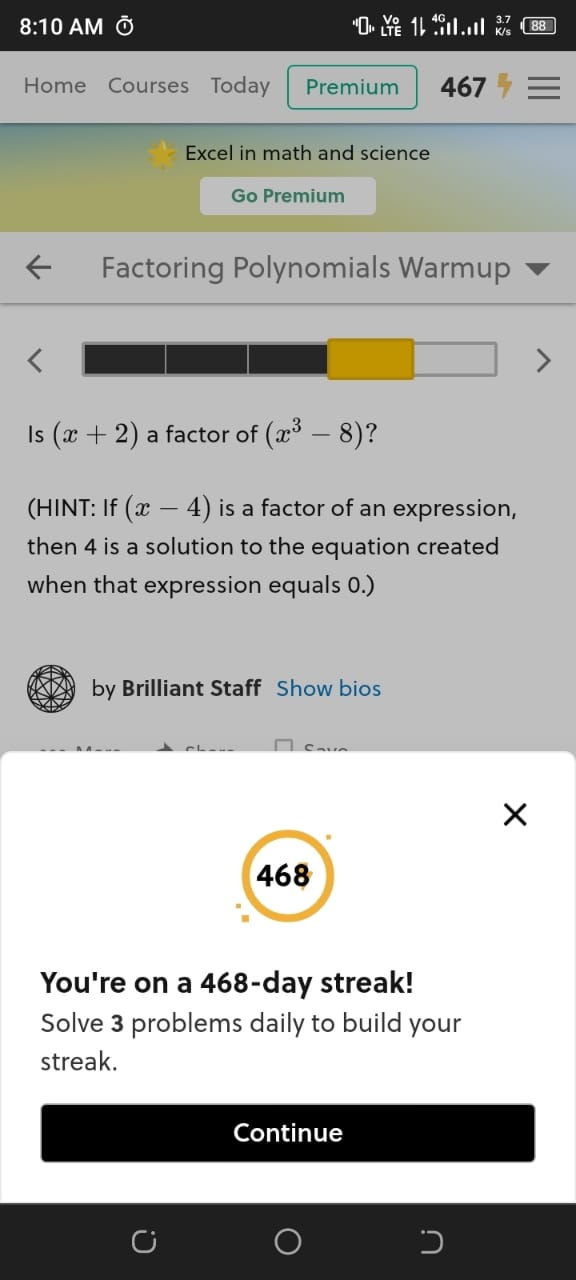 8:10 AM
Vo LTE 4G 3.7 K/s 88
Home Courses Today Premium 467
Excel in math and science
Go Premium
Factoring Polynomials Warmup
Is (x + 2) a factor of (x³ − 8)?
(HINT: If (x − 4) is a factor of an expression,
then 4 is a solution to the equation created
when that expression equals 0.)
by Brilliant Staff Show bios
More Share Save
468
You're on a 468-day streak!
Solve 3 problems daily to build your
streak.
Continue